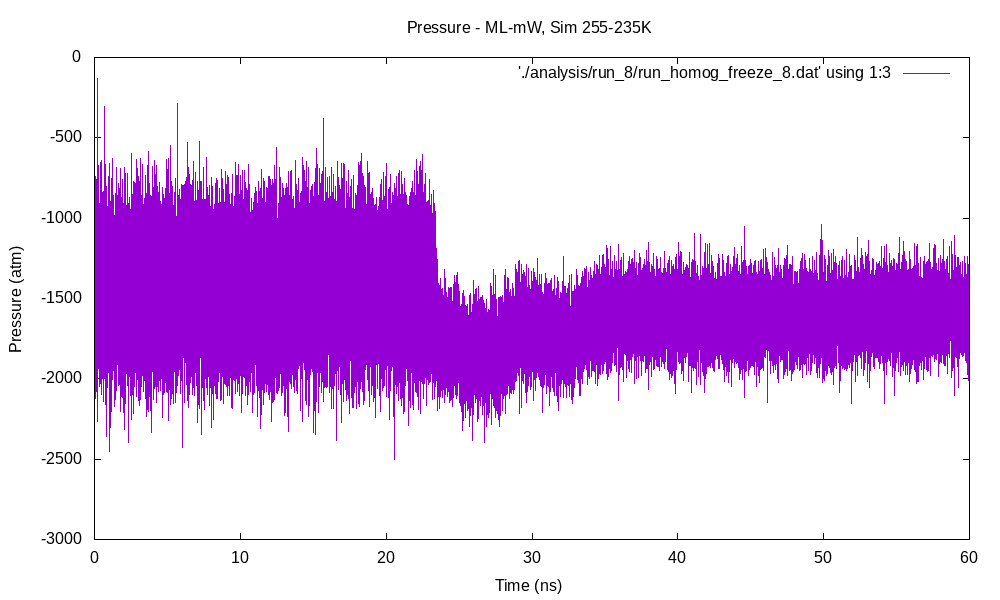 Pressure - ML-mW, Sim 255-235K
'./analysis/run_8/run_homog_freeze_8.dat' using 1:3
0
-500
-1000
-1500
-2000
-2500
-3000
Pressure (atm)
0 10 20 30 40 50 60
Time (ns)